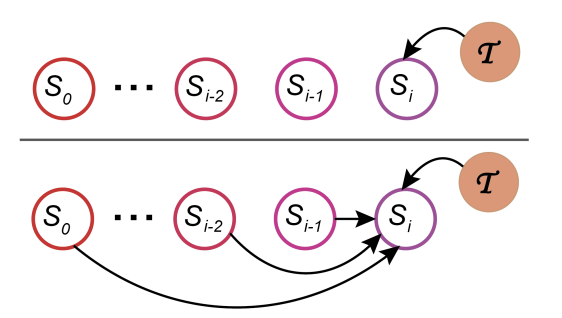 S₀ ... Sᵢ₋₂ Sᵢ₋₁ Sᵢ 𝒯
S₀ ... Sᵢ₋₂ Sᵢ₋₁ Sᵢ 𝒯